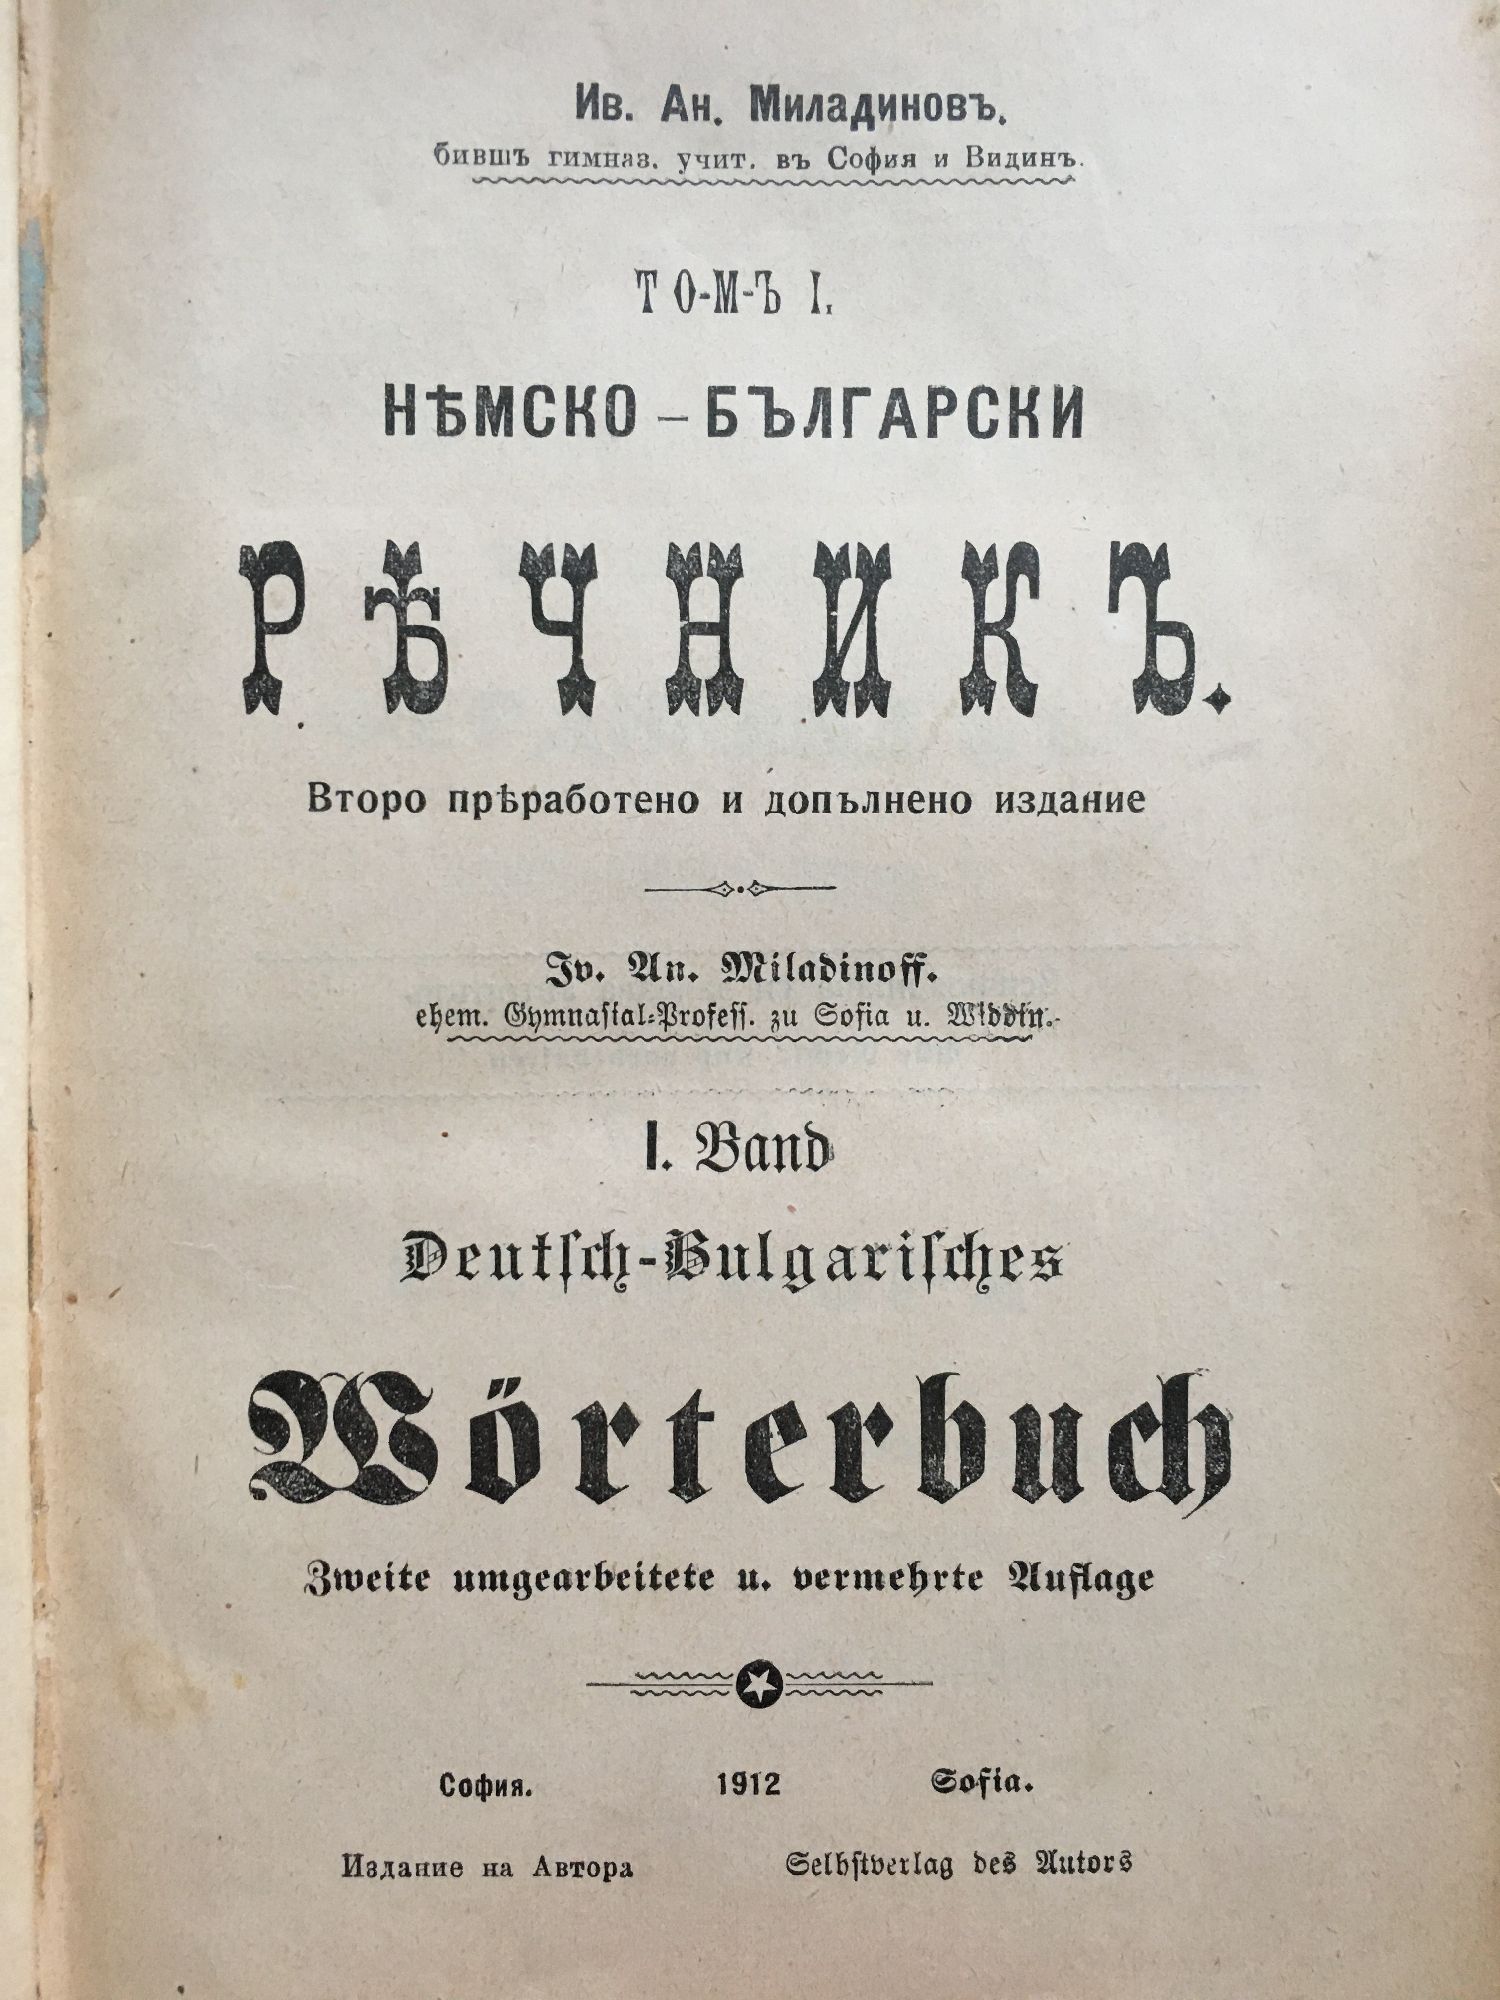 Ив. Ан. Миладиновъ.
бившъ гимназ. учит. въ София и Видинъ.
ТО-М-Ъ I.
НѢМСКО – БЪЛГАРСКИ
РѢЧНИКЪ.
Второ прѣработено и допълнено издание
Iv. An. Miladinoff.
ehem. Gymnaſial-Profeſſ. zu Sofia u. Widdin.
I. Band
Deutſch-Bulgariſches
Wörterbuch
Zweite umgearbeitete u. vermehrte Auflage
София. 1912 Sofia.
Издание на Автора Selbſtverlag des Autors